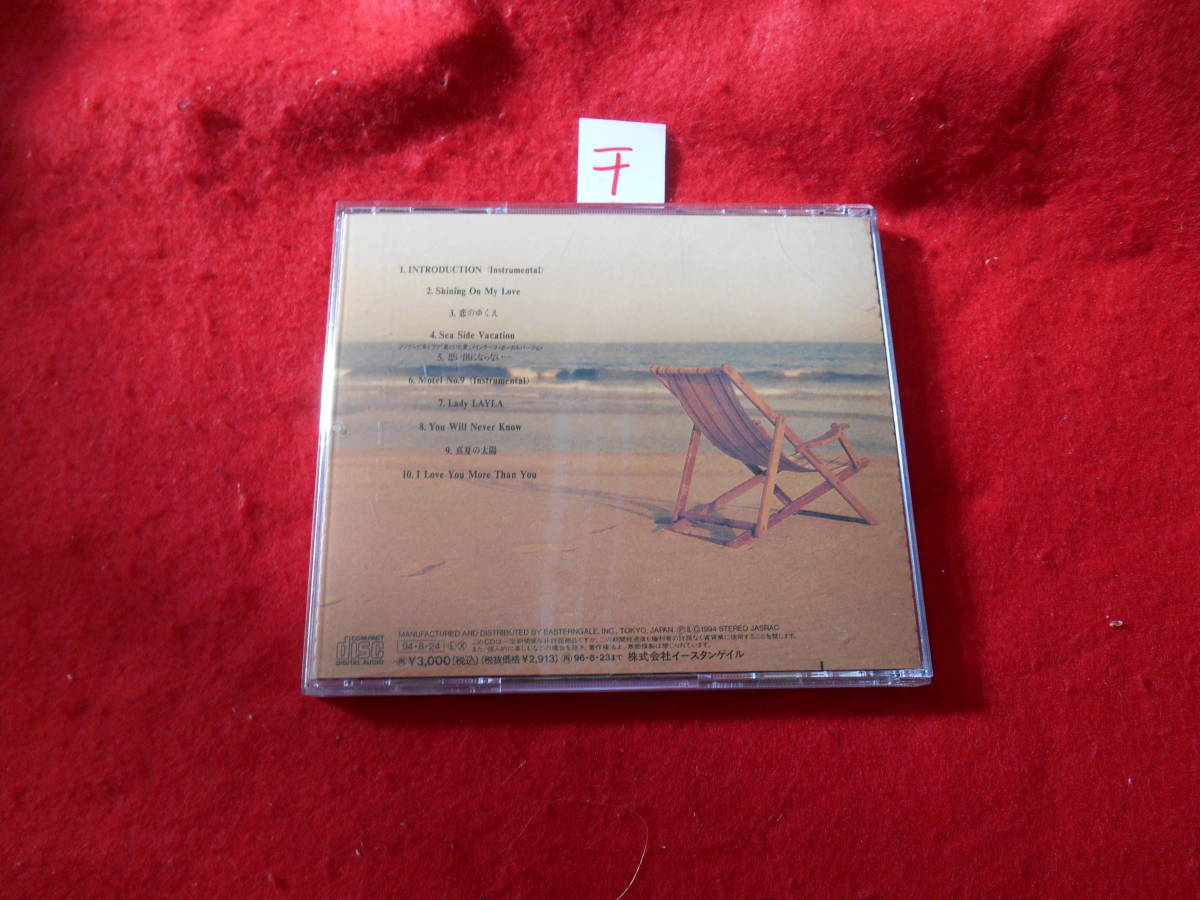 1. INTRODUCTION (Instrumental)
2. Shining On My Love
3. 恋のゆくえ
4. Sea Side Vacation
5. 思い出にならない…
6. Motel No.9 (Instrumental)
7. Lady LAYLA
8. You Will Never Know
9. 真夏の太陽
10. I Love You More Than You
COMPACT
disc
DIGITAL AUDIO
MANUFACTURED AND DISTRIBUTED BY EASTERNGALE, INC., TOKYO, JAPAN Ⓟ&Ⓒ1994 STEREO JASRAC
94・8・24 Ⓛ Ⓧ
¥3,000(税込)(税抜価格¥2,913) 96・8・23まで 株式会社イースタンゲイル